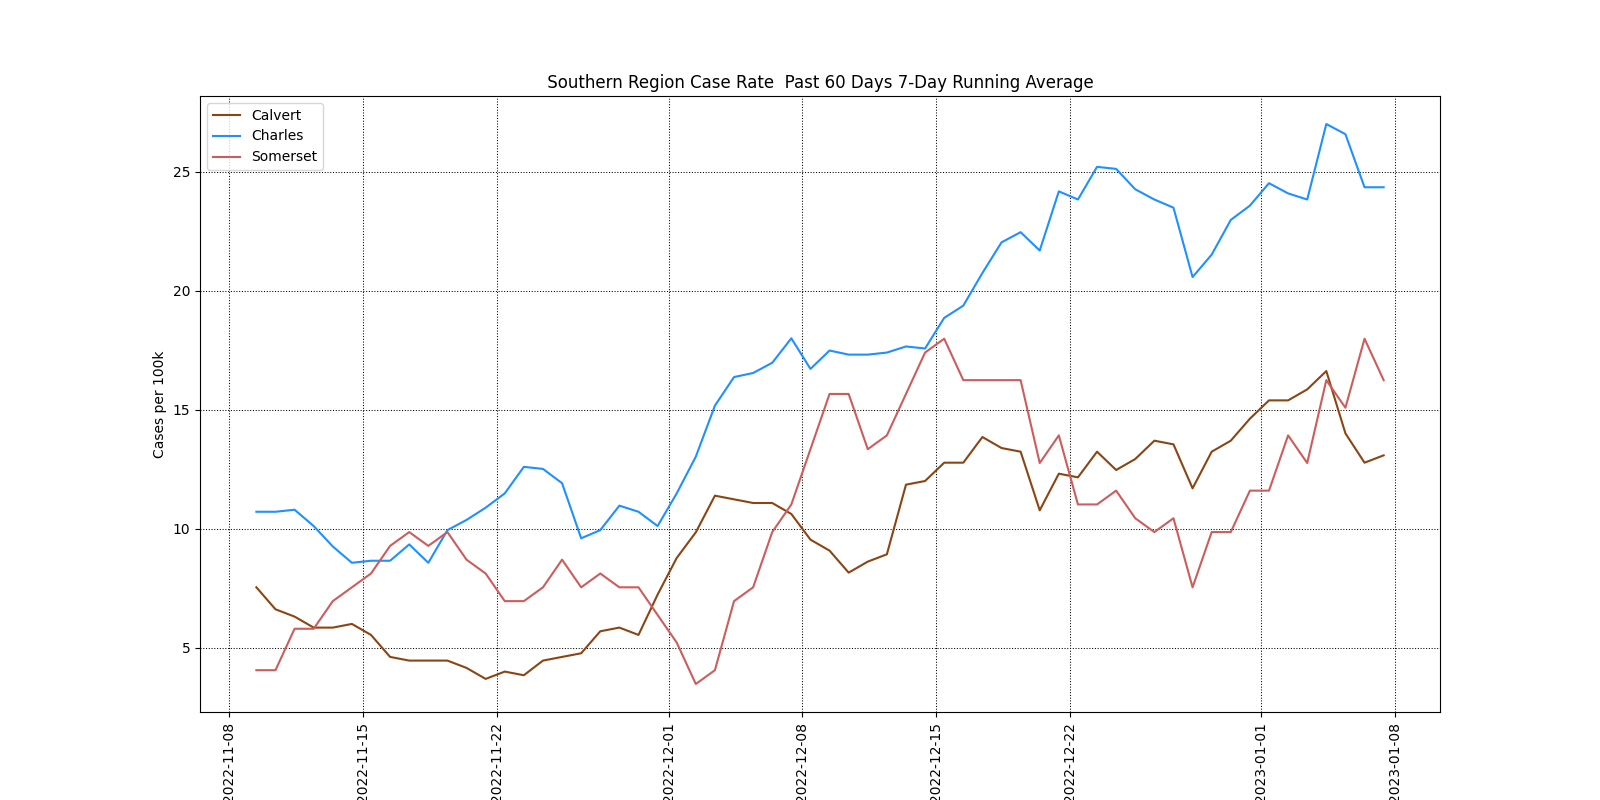 Southern Region Case Rate  Past 60 Days 7-Day Running Average
Calvert
Charles
Somerset
Cases per 100k
25
20
15
10
5
2022-11-08
2022-11-15
2022-11-22
2022-12-01
2022-12-08
2022-12-15
2022-12-22
2023-01-01
2023-01-08